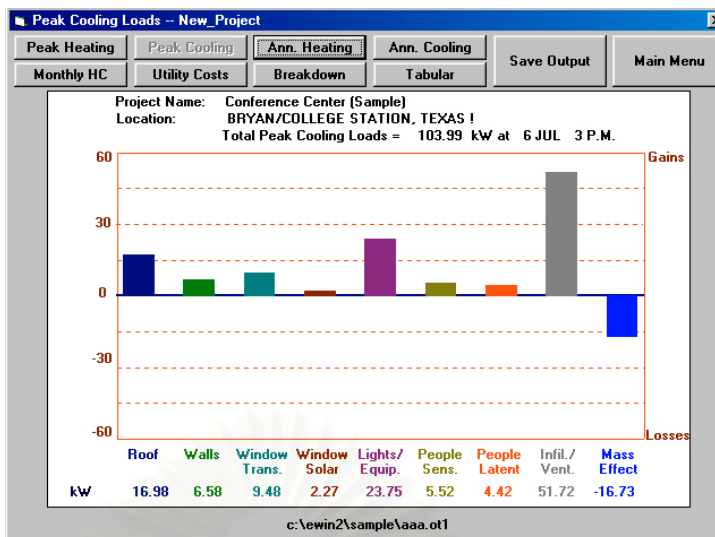 Peak Cooling Loads -- New_Project
Peak Heating Peak Cooling Ann. Heating Ann. Cooling Save Output Main Menu
Monthly HC Utility Costs Breakdown Tabular
Project Name: Conference Center (Sample)
Location: BRYAN/COLLEGE STATION, TEXAS !
Total Peak Cooling Loads = 103.99 kW at 6 JUL 3 P.M.
60 Gains
30
0
-30
-60 Losses
Roof Walls Window Window Lights/ People People Infil./ Mass
Trans. Solar Equip. Sens. Latent Vent. Effect
kW 16.98 6.58 9.48 2.27 23.75 5.52 4.42 51.72 -16.73
c:\ewin2\sample\aaa.ot1